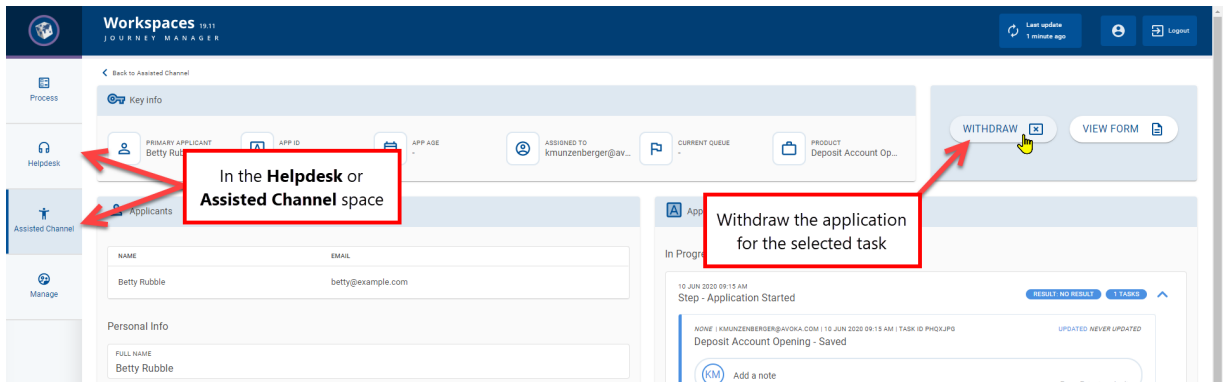 Workspaces 19.11
JOURNEY MANAGER
Last update
1 minute ago
Logout
Process
Helpdesk
Assisted Channel
Manage
Back to Assisted Channel
Key info
PRIMARY APPLICANT
Betty Rub
APP ID
APP AGE
-
ASSIGNED TO
kmunzenberger@av...
CURRENT QUEUE
-
PRODUCT
Deposit Account Op...
WITHDRAW
VIEW FORM
In the Helpdesk or
Assisted Channel space
Withdraw the application
for the selected task
Applicants
NAME EMAIL
Betty Rubble betty@example.com
Personal Info
FULL NAME
Betty Rubble
A App
In Progre
10 JUN 2020 09:15 AM
Step - Application Started
RESULT: NO RESULT 1 TASKS
NONE | KMUNZENBERGER@AVOKA.COM | 10 JUN 2020 09:15 AM | TASK ID PHQXJPG
UPDATED NEVER UPDATED
Deposit Account Opening - Saved
KM Add a note